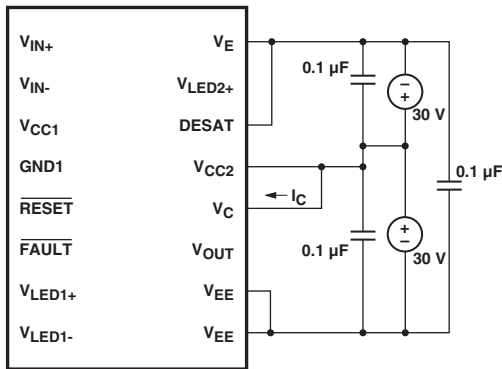 V_IN+ V_E
V_IN- V_LED2+
V_CC1 DESAT
GND1 V_CC2
RESET V_C
FAULT V_OUT
V_LED1+ V_EE
V_LED1- V_EE
I_C
0.1 µF
30 V
0.1 µF
0.1 µF
30 V